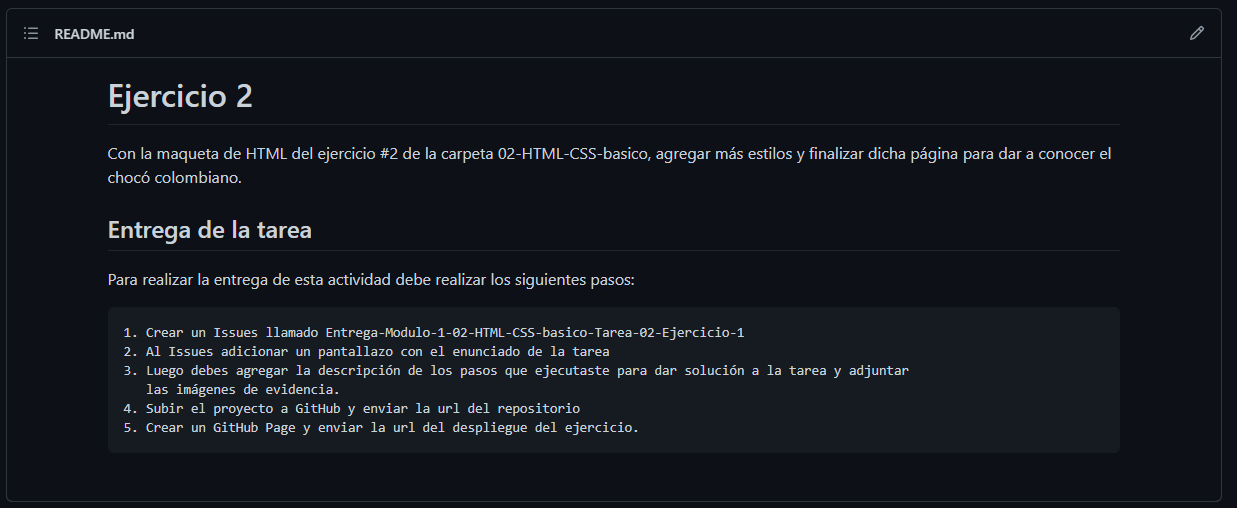 README.md
Ejercicio 2
Con la maqueta de HTML del ejercicio #2 de la carpeta 02-HTML-CSS-basico, agregar más estilos y finalizar dicha página para dar a conocer el
chocó colombiano.
Entrega de la tarea
Para realizar la entrega de esta actividad debe realizar los siguientes pasos:
1. Crear un Issues llamado Entrega-Modulo-1-02-HTML-CSS-basico-Tarea-02-Ejercicio-1
2. Al Issues adicionar un pantallazo con el enunciado de la tarea
3. Luego debes agregar la descripción de los pasos que ejecutaste para dar solución a la tarea y adjuntar
las imágenes de evidencia.
4. Subir el proyecto a GitHub y enviar la url del repositorio
5. Crear un GitHub Page y enviar la url del despliegue del ejercicio.